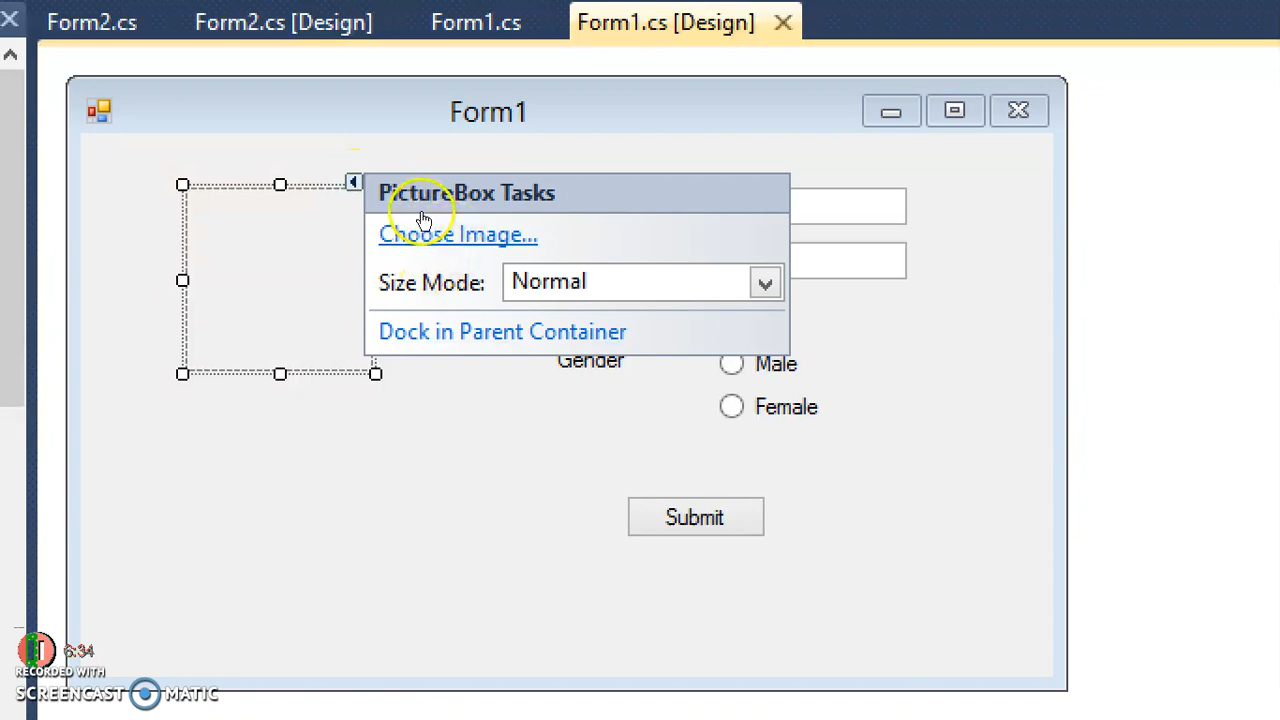 Form2.cs Form2.cs [Design] Form1.cs Form1.cs [Design]
Form1
PictureBox Tasks
Choose Image...
Size Mode: Normal
Dock in Parent Container
Gender Male
Female
Submit
6:34
RECORDED WITH
SCREENCAST MATIC